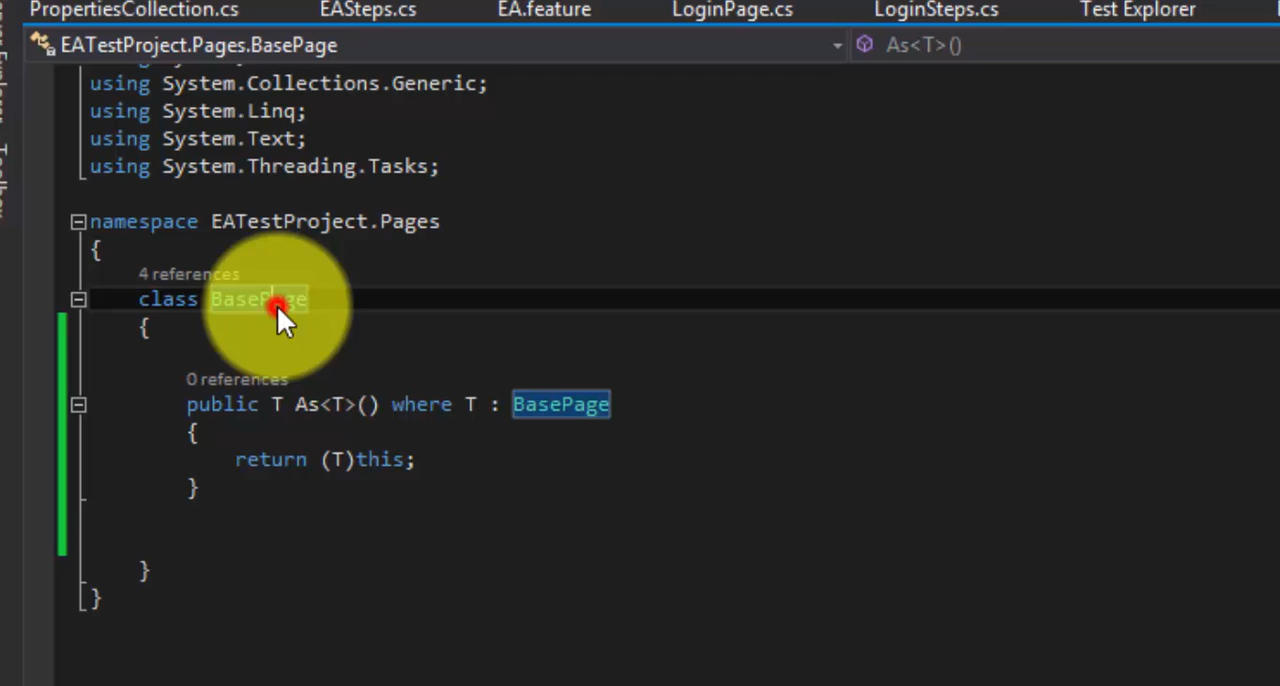 PropertiesCollection.cs EASteps.cs EA.feature LoginPage.cs LoginSteps.cs Test Explorer
EATestProject.Pages.BasePage As<T>()
using System.Collections.Generic;
using System.Linq;
using System.Text;
using System.Threading.Tasks;
namespace EATestProject.Pages
{
4 references
class BasePage
{
0 references
public T As<T>() where T : BasePage
{
return (T)this;
}
}
}